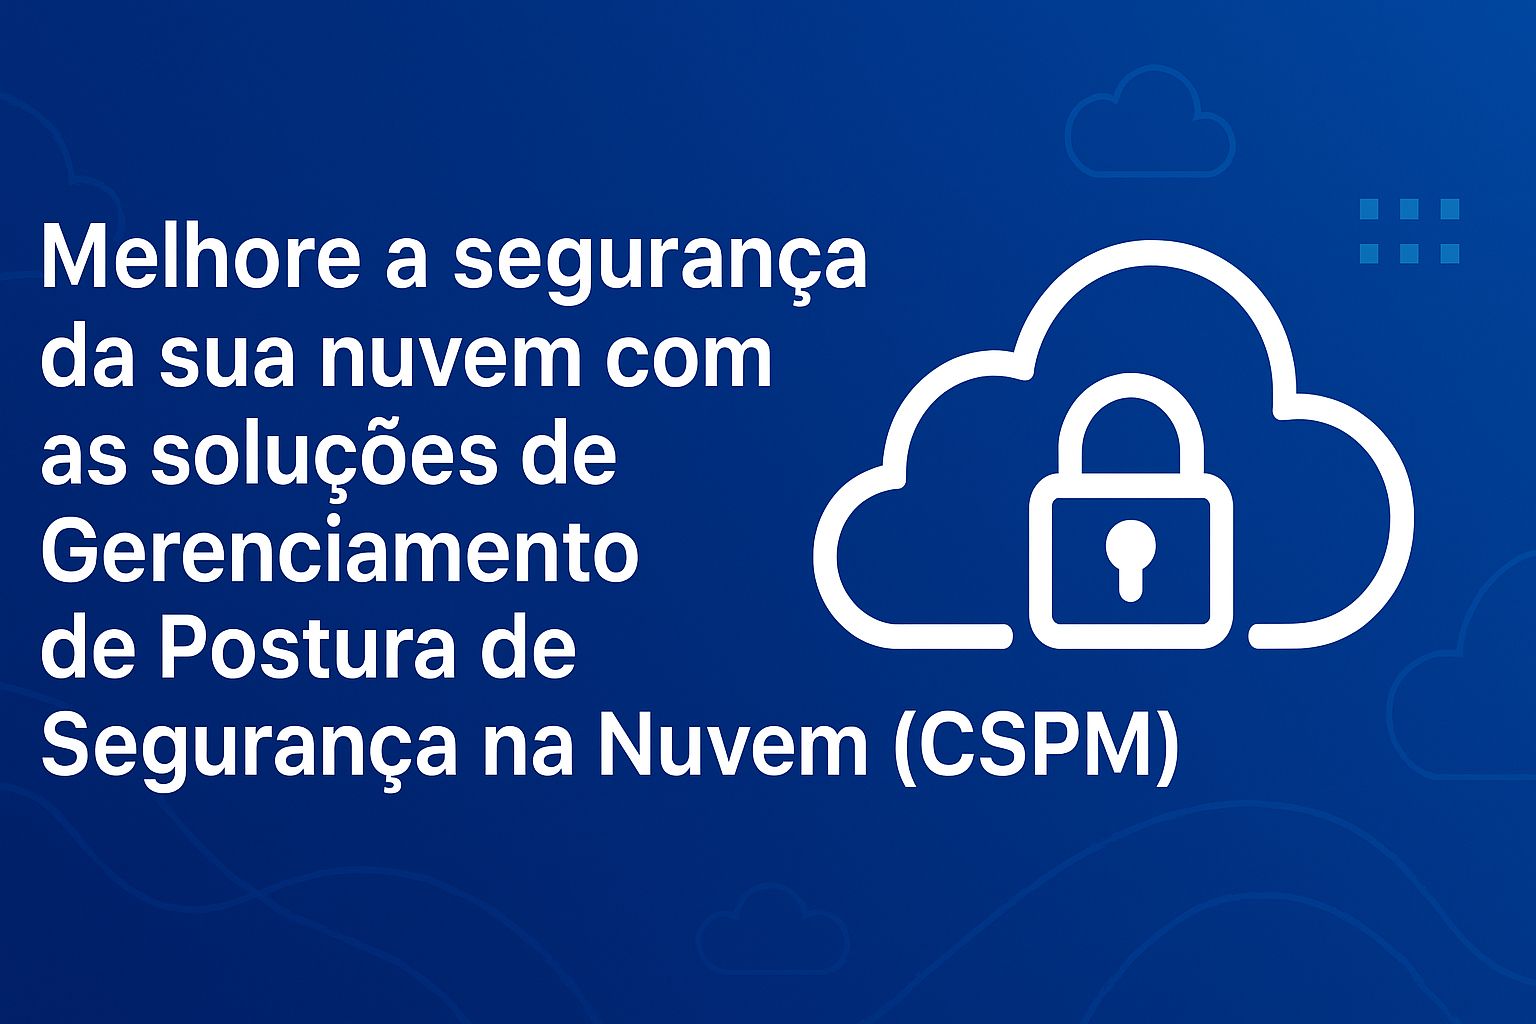 Melhore a segurança
da sua nuvem com
as soluções de
Gerenciamento
de Postura de
Segurança na Nuvem (CSPM)